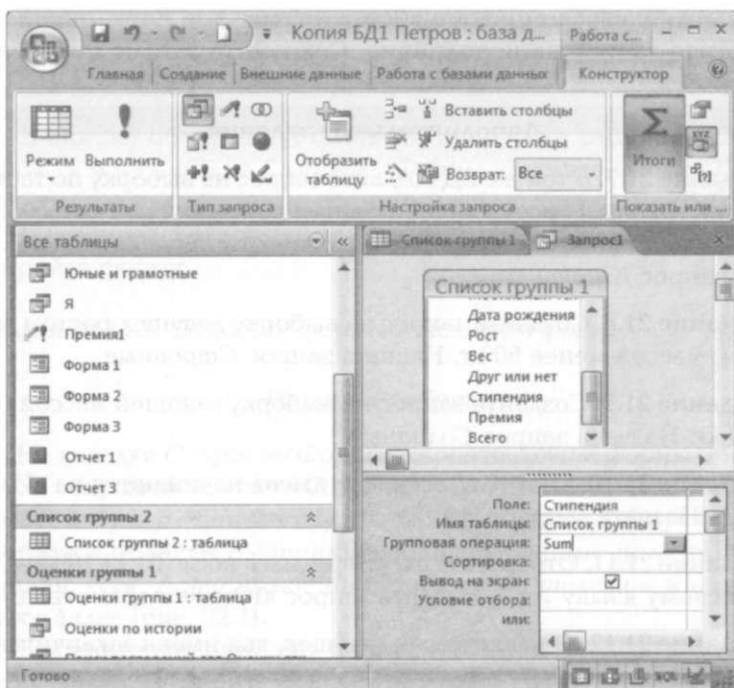 Копия БД1 Петров : база д... Работа с...
Главная Создание Внешние данные Работа с базами данных Конструктор
Режим Выполнить
Результаты
Тип запроса
Отобразить таблицу
Вставить столбцы
Удалить столбцы
Возврат: Все
Настройка запроса
Итоги
Показать или ...
Все таблицы
Юные и грамотные
Я
Премия1
Форма 1
Форма 2
Форма 3
Отчет 1
Отчет 3
Список группы 2
Список группы 2 : таблица
Оценки группы 1
Оценки группы 1 : таблица
Оценки по истории
Список группы 1 Запрос1
Список группы 1
Дата рождения
Рост
Вес
Друг или нет
Стипендия
Премия
Всего
Поле: Стипендия
Имя таблицы: Список группы 1
Групповая операция: Sum
Сортировка:
Вывод на экран:
Условие отбора:
или:
Готово
SQL